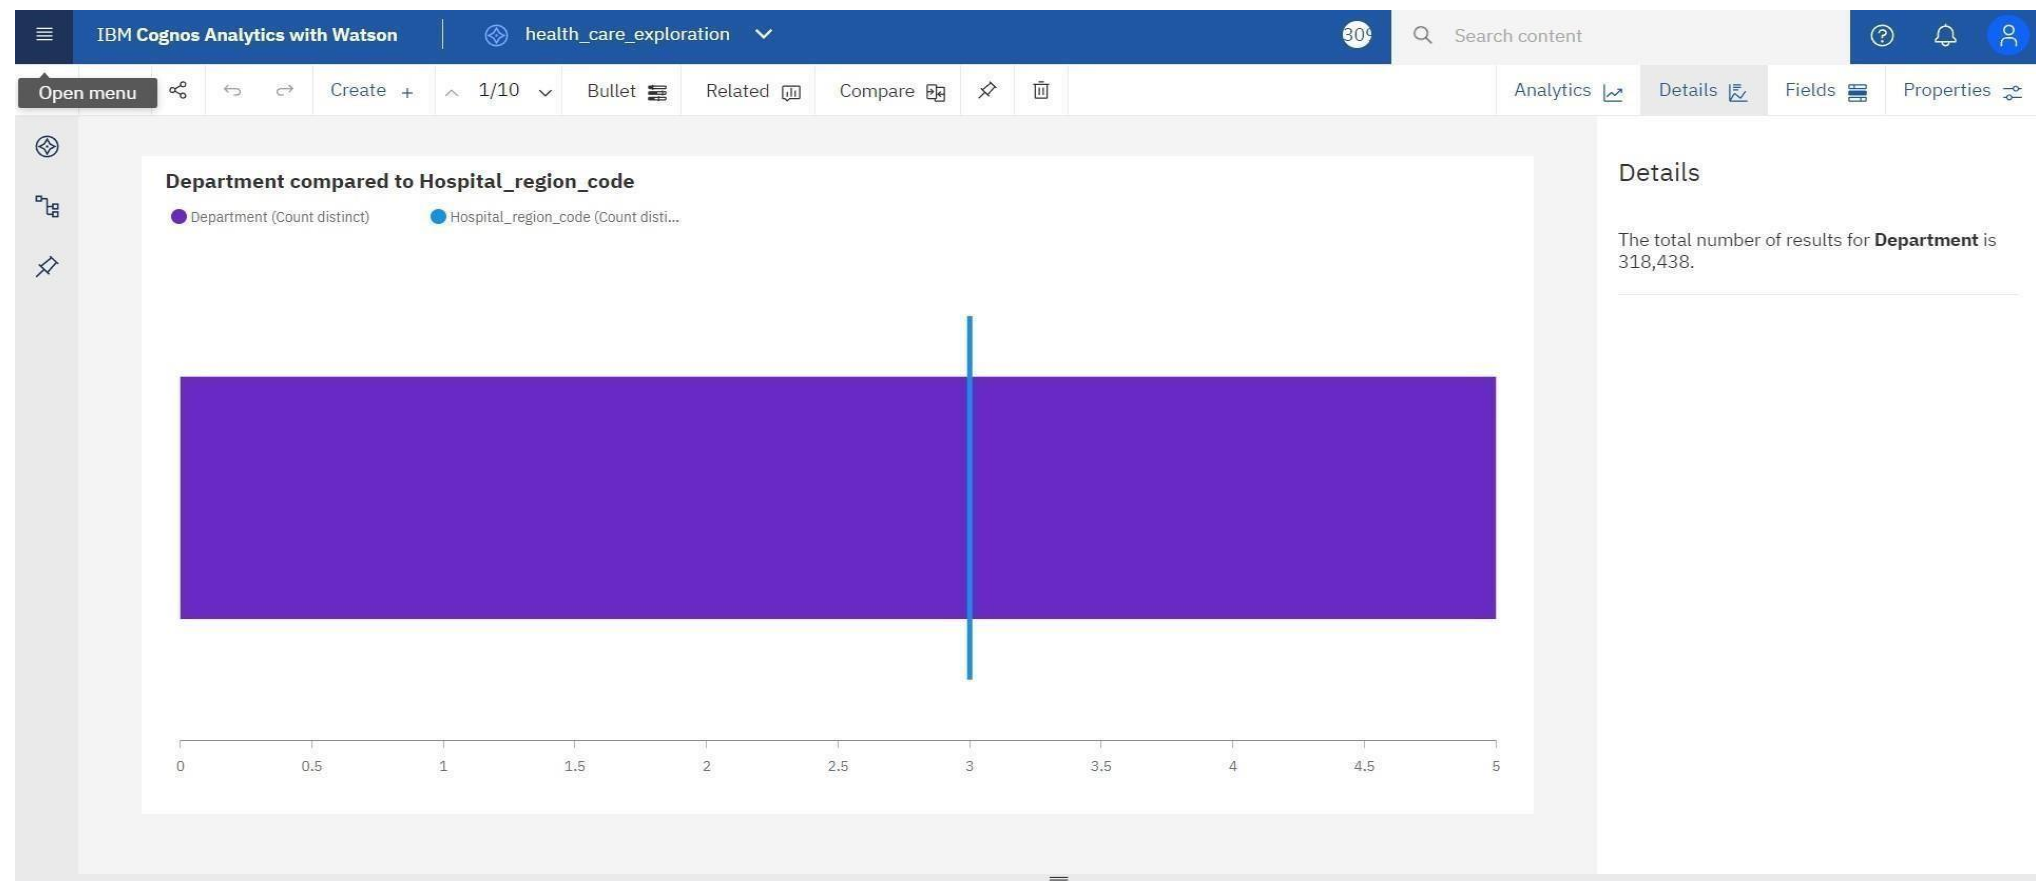 IBM Cognos Analytics with Watson
health_care_exploration
Search content
Open menu
Create +
1/10
Bullet
Related
Compare
Analytics
Details
Fields
Properties
Department compared to Hospital_region_code
Department (Count distinct)
Hospital_region_code (Count disti...
0 0.5 1 1.5 2 2.5 3 3.5 4 4.5 5
Details
The total number of results for Department is
318,438.